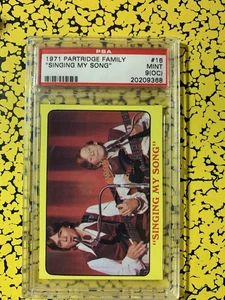 PSA
1971 PARTRIDGE FAMILY #16
"SINGING MY SONG" MINT
9(OC)
20209368
"SINGING MY SONG"